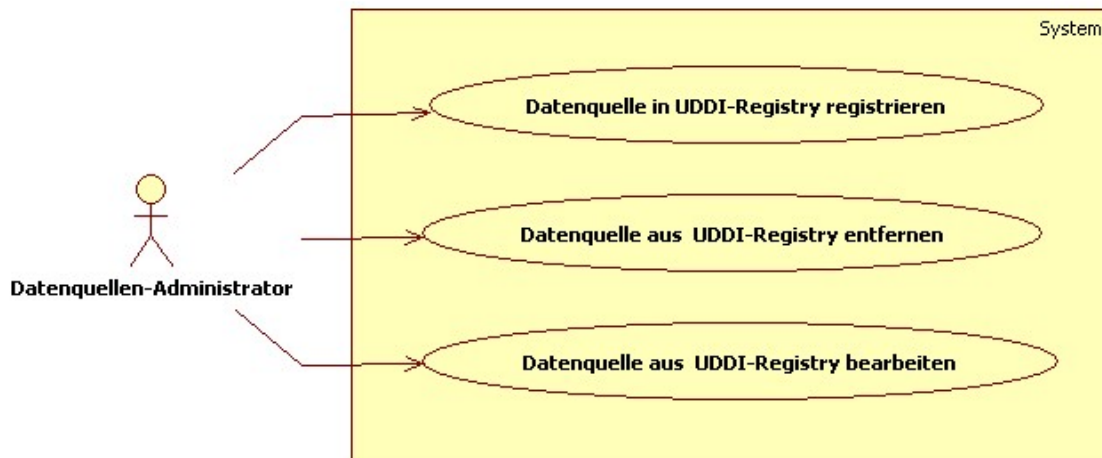 System
Datenquelle in UDDI-Registry registrieren
Datenquelle aus UDDI-Registry entfernen
Datenquellen-Administrator
Datenquelle aus UDDI-Registry bearbeiten